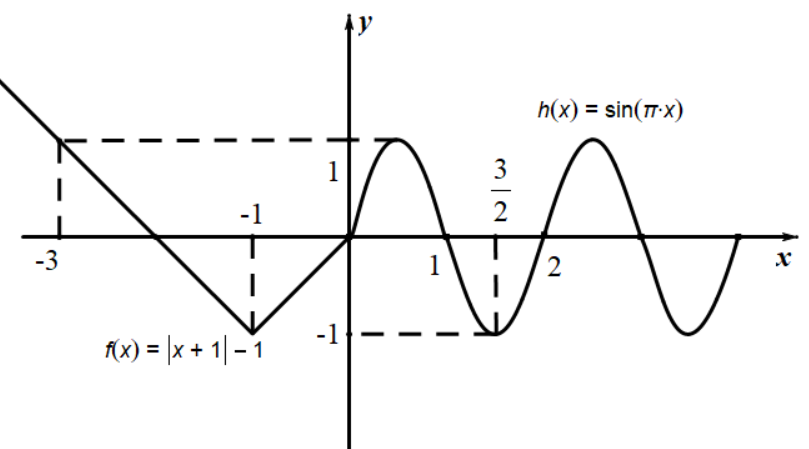 y
h(x) = sin(π·x)
1
3
2
-1
-3
1
2
x
-1
f(x) = |x + 1| – 1